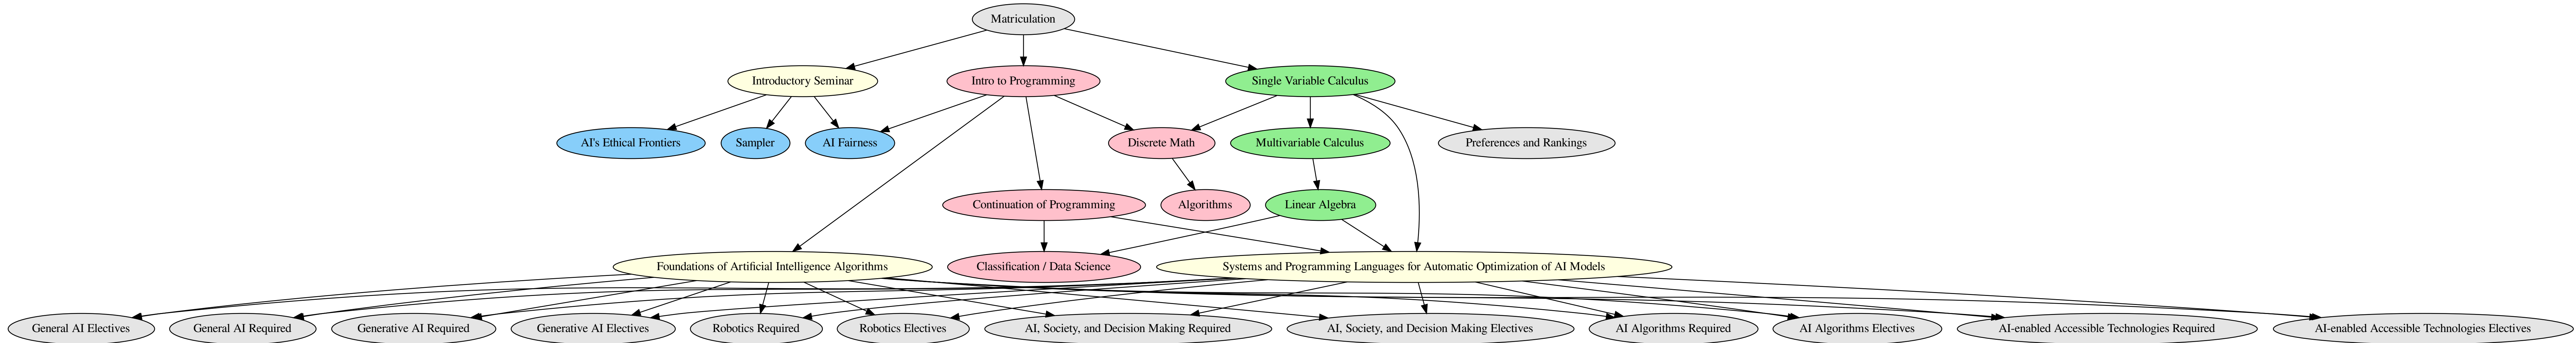 Matriculation
Introductory Seminar
Intro to Programming
Single Variable Calculus
AI's Ethical Frontiers
Sampler
AI Fairness
Discrete Math
Multivariable Calculus
Preferences and Rankings
Continuation of Programming
Algorithms
Linear Algebra
Foundations of Artificial Intelligence Algorithms
Classification / Data Science
Systems and Programming Languages for Automatic Optimization of AI Models
General AI Electives
General AI Required
Generative AI Required
Generative AI Electives
Robotics Required
Robotics Electives
AI, Society, and Decision Making Required
AI, Society, and Decision Making Electives
AI Algorithms Required
AI Algorithms Electives
AI-enabled Accessible Technologies Required
AI-enabled Accessible Technologies Electives